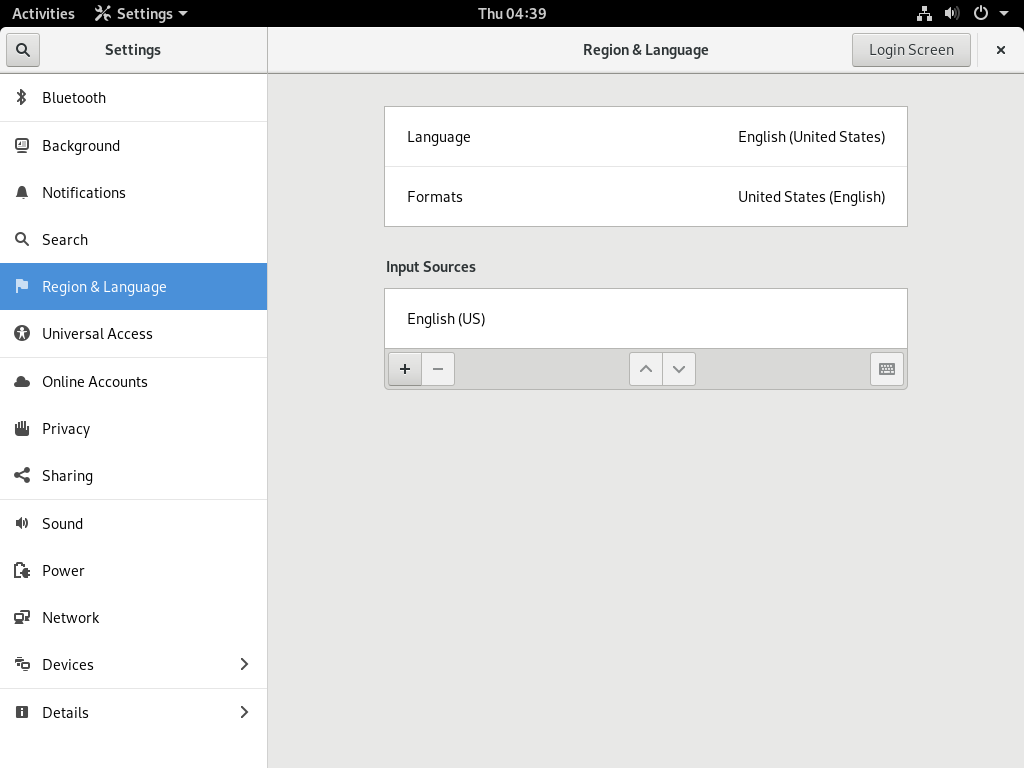 Activities
Settings
Thu 04:39
Settings
Region & Language
Login Screen
Bluetooth
Background
Notifications
Search
Region & Language
Universal Access
Online Accounts
Privacy
Sharing
Sound
Power
Network
Devices
Details
Language
English (United States)
Formats
United States (English)
Input Sources
English (US)